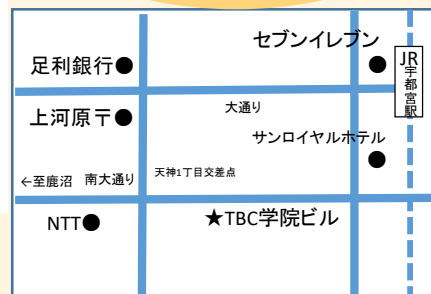 セブンイレブン●
足利銀行●
JR宇都宮駅
上河原〒●
大通り
サンロイヤルホテル●
天神1丁目交差点
←至鹿沼 南大通り
NTT●
★TBC学院ビル